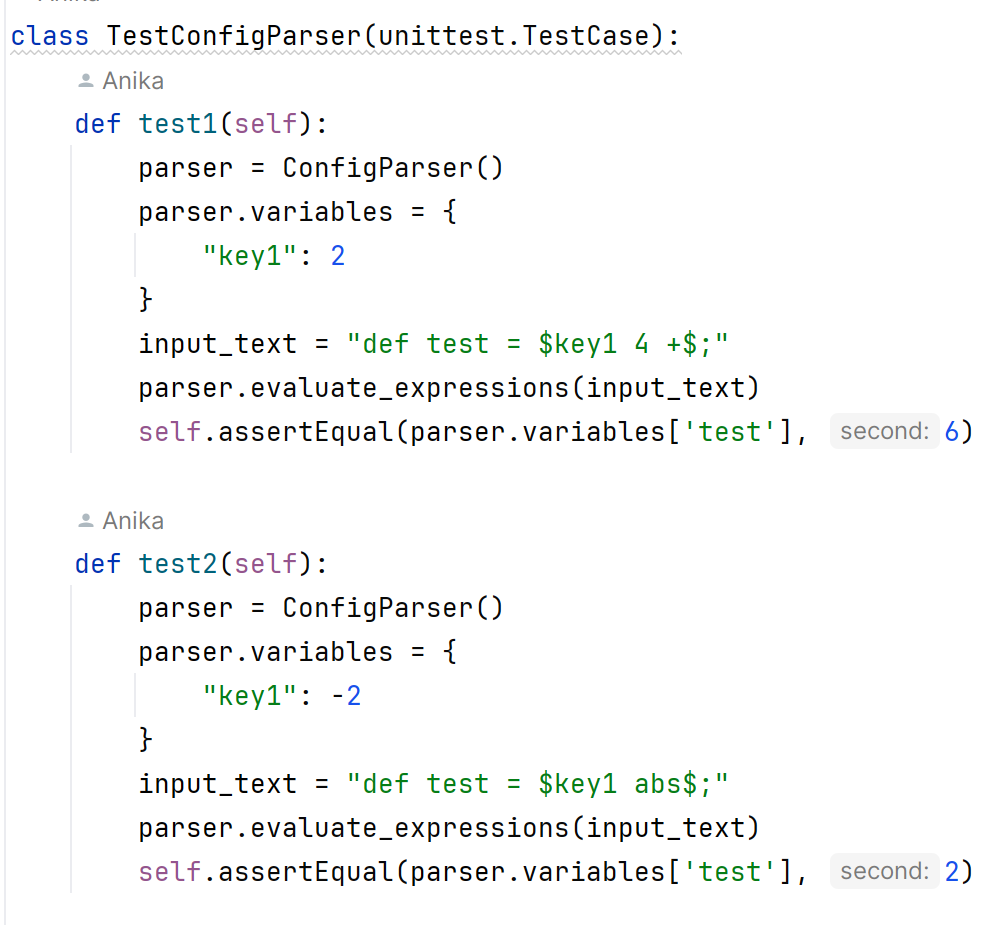 Anika
class TestConfigParser(unittest.TestCase):
Anika
def test1(self):
parser = ConfigParser()
parser.variables = {
"key1": 2
}
input_text = "def test = $key1 4 +$;"
parser.evaluate_expressions(input_text)
self.assertEqual(parser.variables['test'], second: 6)
Anika
def test2(self):
parser = ConfigParser()
parser.variables = {
"key1": -2
}
input_text = "def test = $key1 abs$;"
parser.evaluate_expressions(input_text)
self.assertEqual(parser.variables['test'], second: 2)